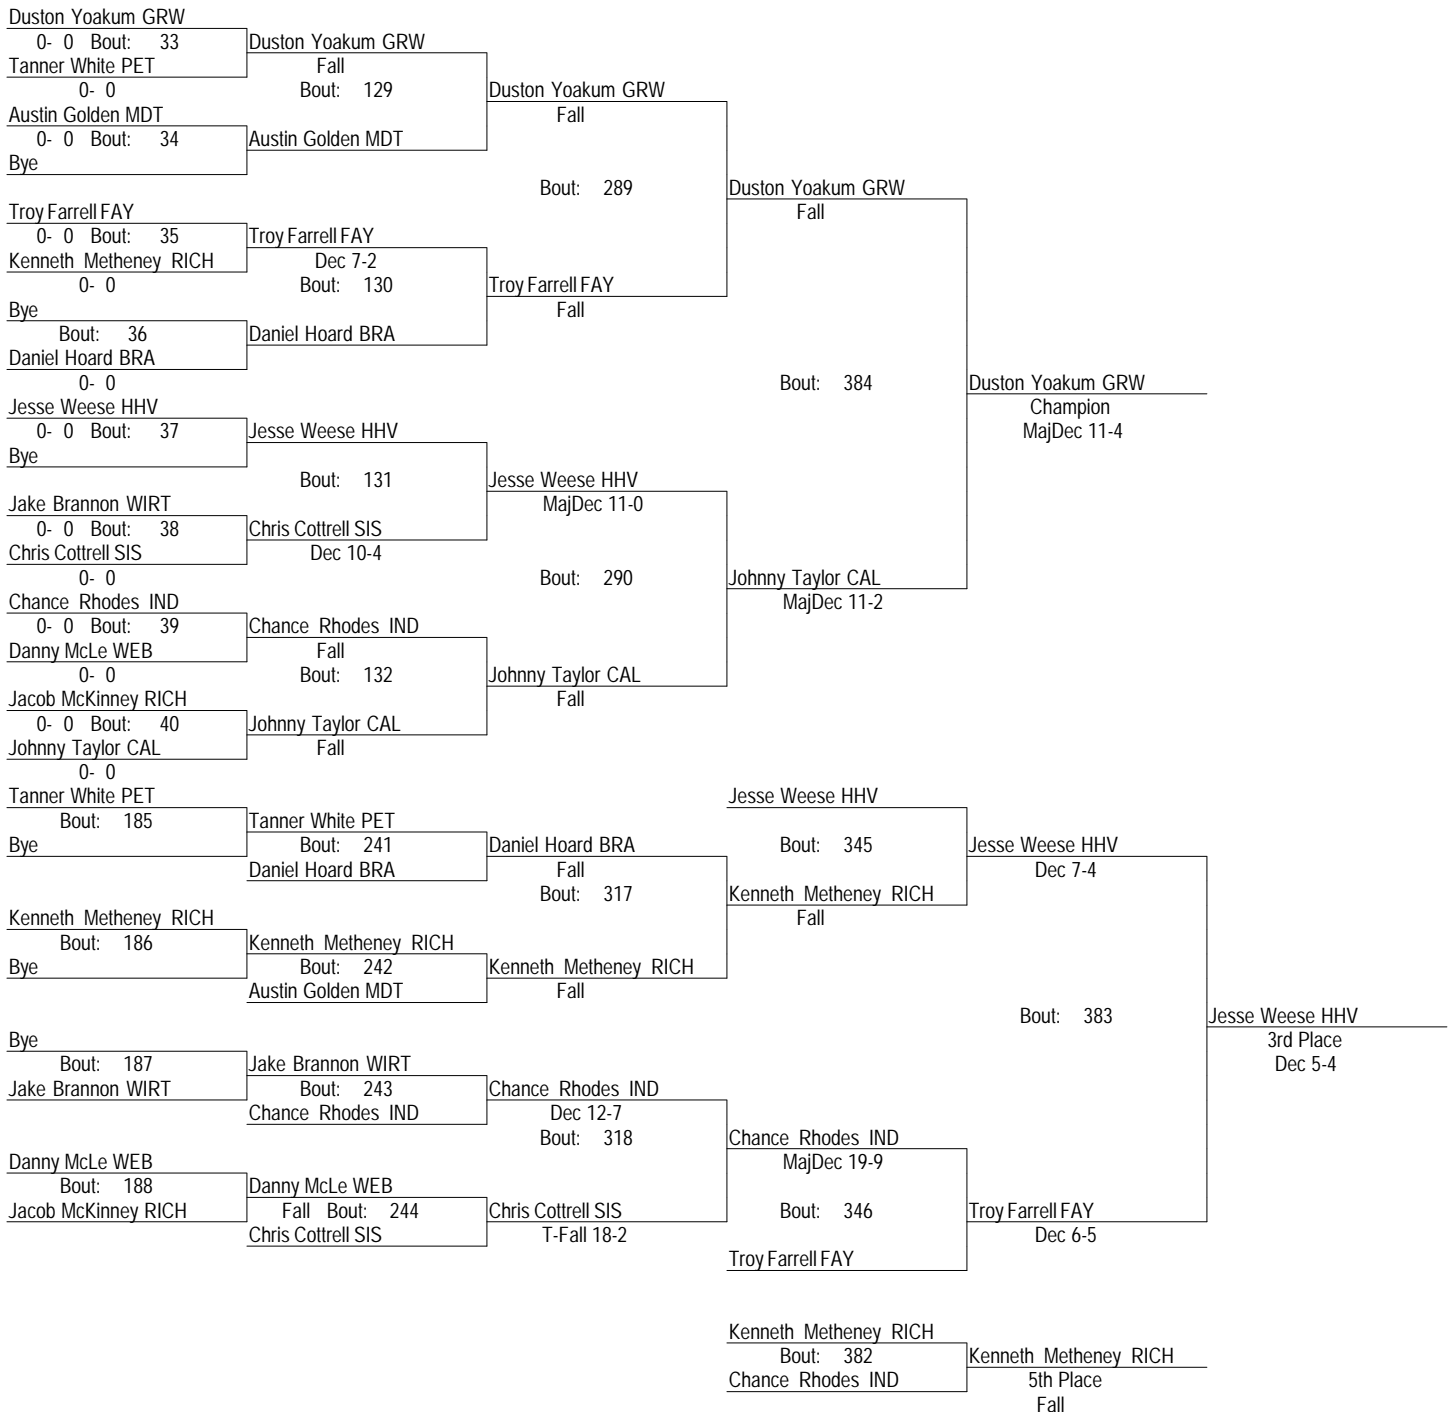 Duston Yoakum GRW
0- 0 Bout: 33 Duston Yoakum GRW
Tanner White PET Fall
0- 0 Bout: 129 Duston Yoakum GRW
Austin Golden MDT Fall
0- 0 Bout: 34 Austin Golden MDT
Bye
Bout: 289 Duston Yoakum GRW
Troy Farrell FAY Fall
0- 0 Bout: 35 Troy Farrell FAY
Kenneth Metheney RICH Dec 7-2
0- 0 Bout: 130 Troy Farrell FAY
Bye Fall
Bout: 36 Daniel Hoard BRA
Daniel Hoard BRA
0- 0 Bout: 384 Duston Yoakum GRW
Jesse Weese HHV Champion
0- 0 Bout: 37 Jesse Weese HHV MajDec 11-4
Bye
Bout: 131 Jesse Weese HHV
Jake Brannon WIRT MajDec 11-0
0- 0 Bout: 38 Chris Cottrell SIS
Chris Cottrell SIS Dec 10-4
0- 0 Bout: 290 Johnny Taylor CAL
Chance Rhodes IND MajDec 11-2
0- 0 Bout: 39 Chance Rhodes IND
Danny McLe WEB Fall
0- 0 Bout: 132 Johnny Taylor CAL
Jacob McKinney RICH Fall
0- 0 Bout: 40 Johnny Taylor CAL
Johnny Taylor CAL Fall
0- 0
Tanner White PET Jesse Weese HHV
Bout: 185 Tanner White PET
Bye Bout: 241 Daniel Hoard BRA Bout: 345 Jesse Weese HHV
Daniel Hoard BRA Fall Dec 7-4
Bout: 317 Kenneth Metheney RICH
Kenneth Metheney RICH Fall
Bout: 186 Kenneth Metheney RICH
Bye Bout: 242 Kenneth Metheney RICH
Austin Golden MDT Fall
Bout: 383 Jesse Weese HHV
Bye 3rd Place
Bout: 187 Jake Brannon WIRT Dec 5-4
Jake Brannon WIRT Bout: 243 Chance Rhodes IND
Chance Rhodes IND Dec 12-7
Bout: 318 Chance Rhodes IND
Danny McLe WEB MajDec 19-9
Bout: 188 Danny McLe WEB
Jacob McKinney RICH Fall Bout: 244 Chris Cottrell SIS Bout: 346 Troy Farrell FAY
Chris Cottrell SIS T-Fall 18-2 Dec 6-5
Troy Farrell FAY
Kenneth Metheney RICH
Bout: 382 Kenneth Metheney RICH
Chance Rhodes IND 5th Place
Fall